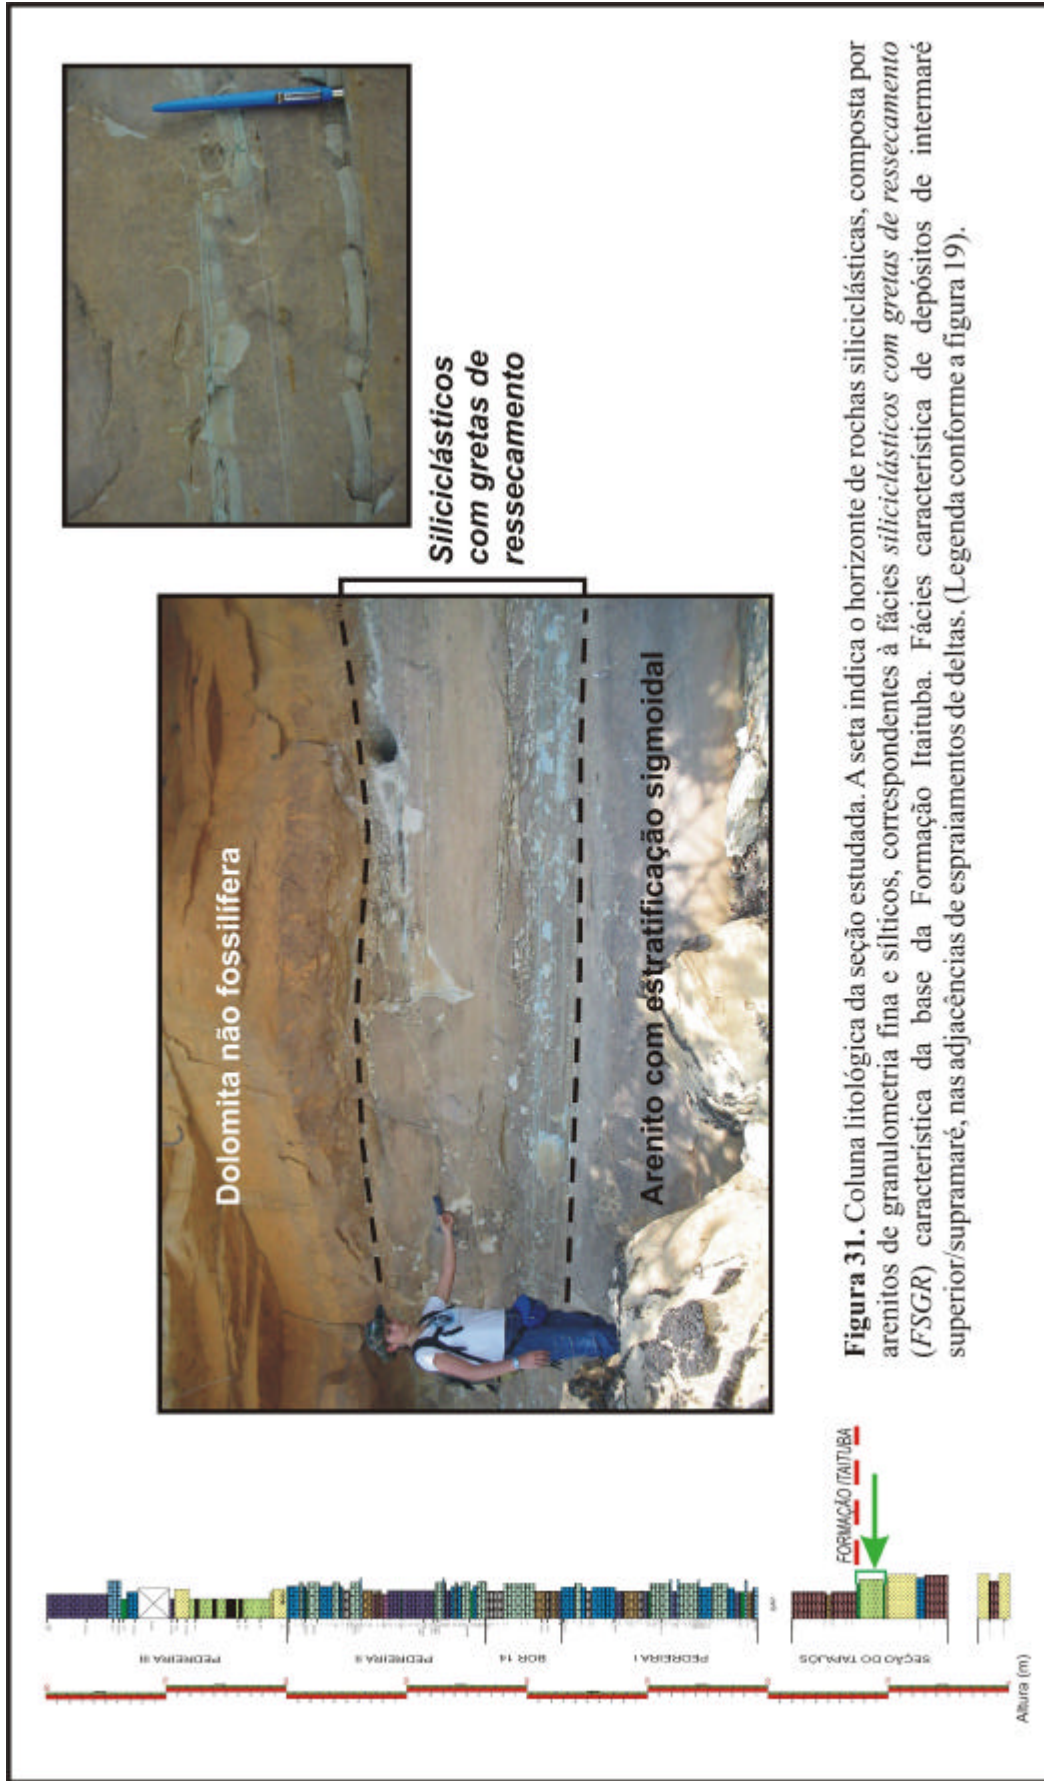 Siliciclásticos
com gretas de
ressecamento
Dolomita não fossilífera
Arenito com estratificação sigmoidal
FORMAÇÃO ITAITUBA
PEDREIRA III
PEDREIRA II
BOR 14
PEDREIRA I
SEÇÃO DO TAPAJÓS
Altura (m)
Figura 31. Coluna litológica da seção estudada. A seta indica o horizonte de rochas siliciclásticas, composta por
arenitos de granulometria fina e sílticos, correspondentes à fácies siliciclásticos com gretas de ressecamento
(FSGR) característica da base da Formação Itaituba. Fácies característica de depósitos de intermaré
superior/supramaré, nas adjacências de espraiamentos de deltas. (Legenda conforme a figura 19).